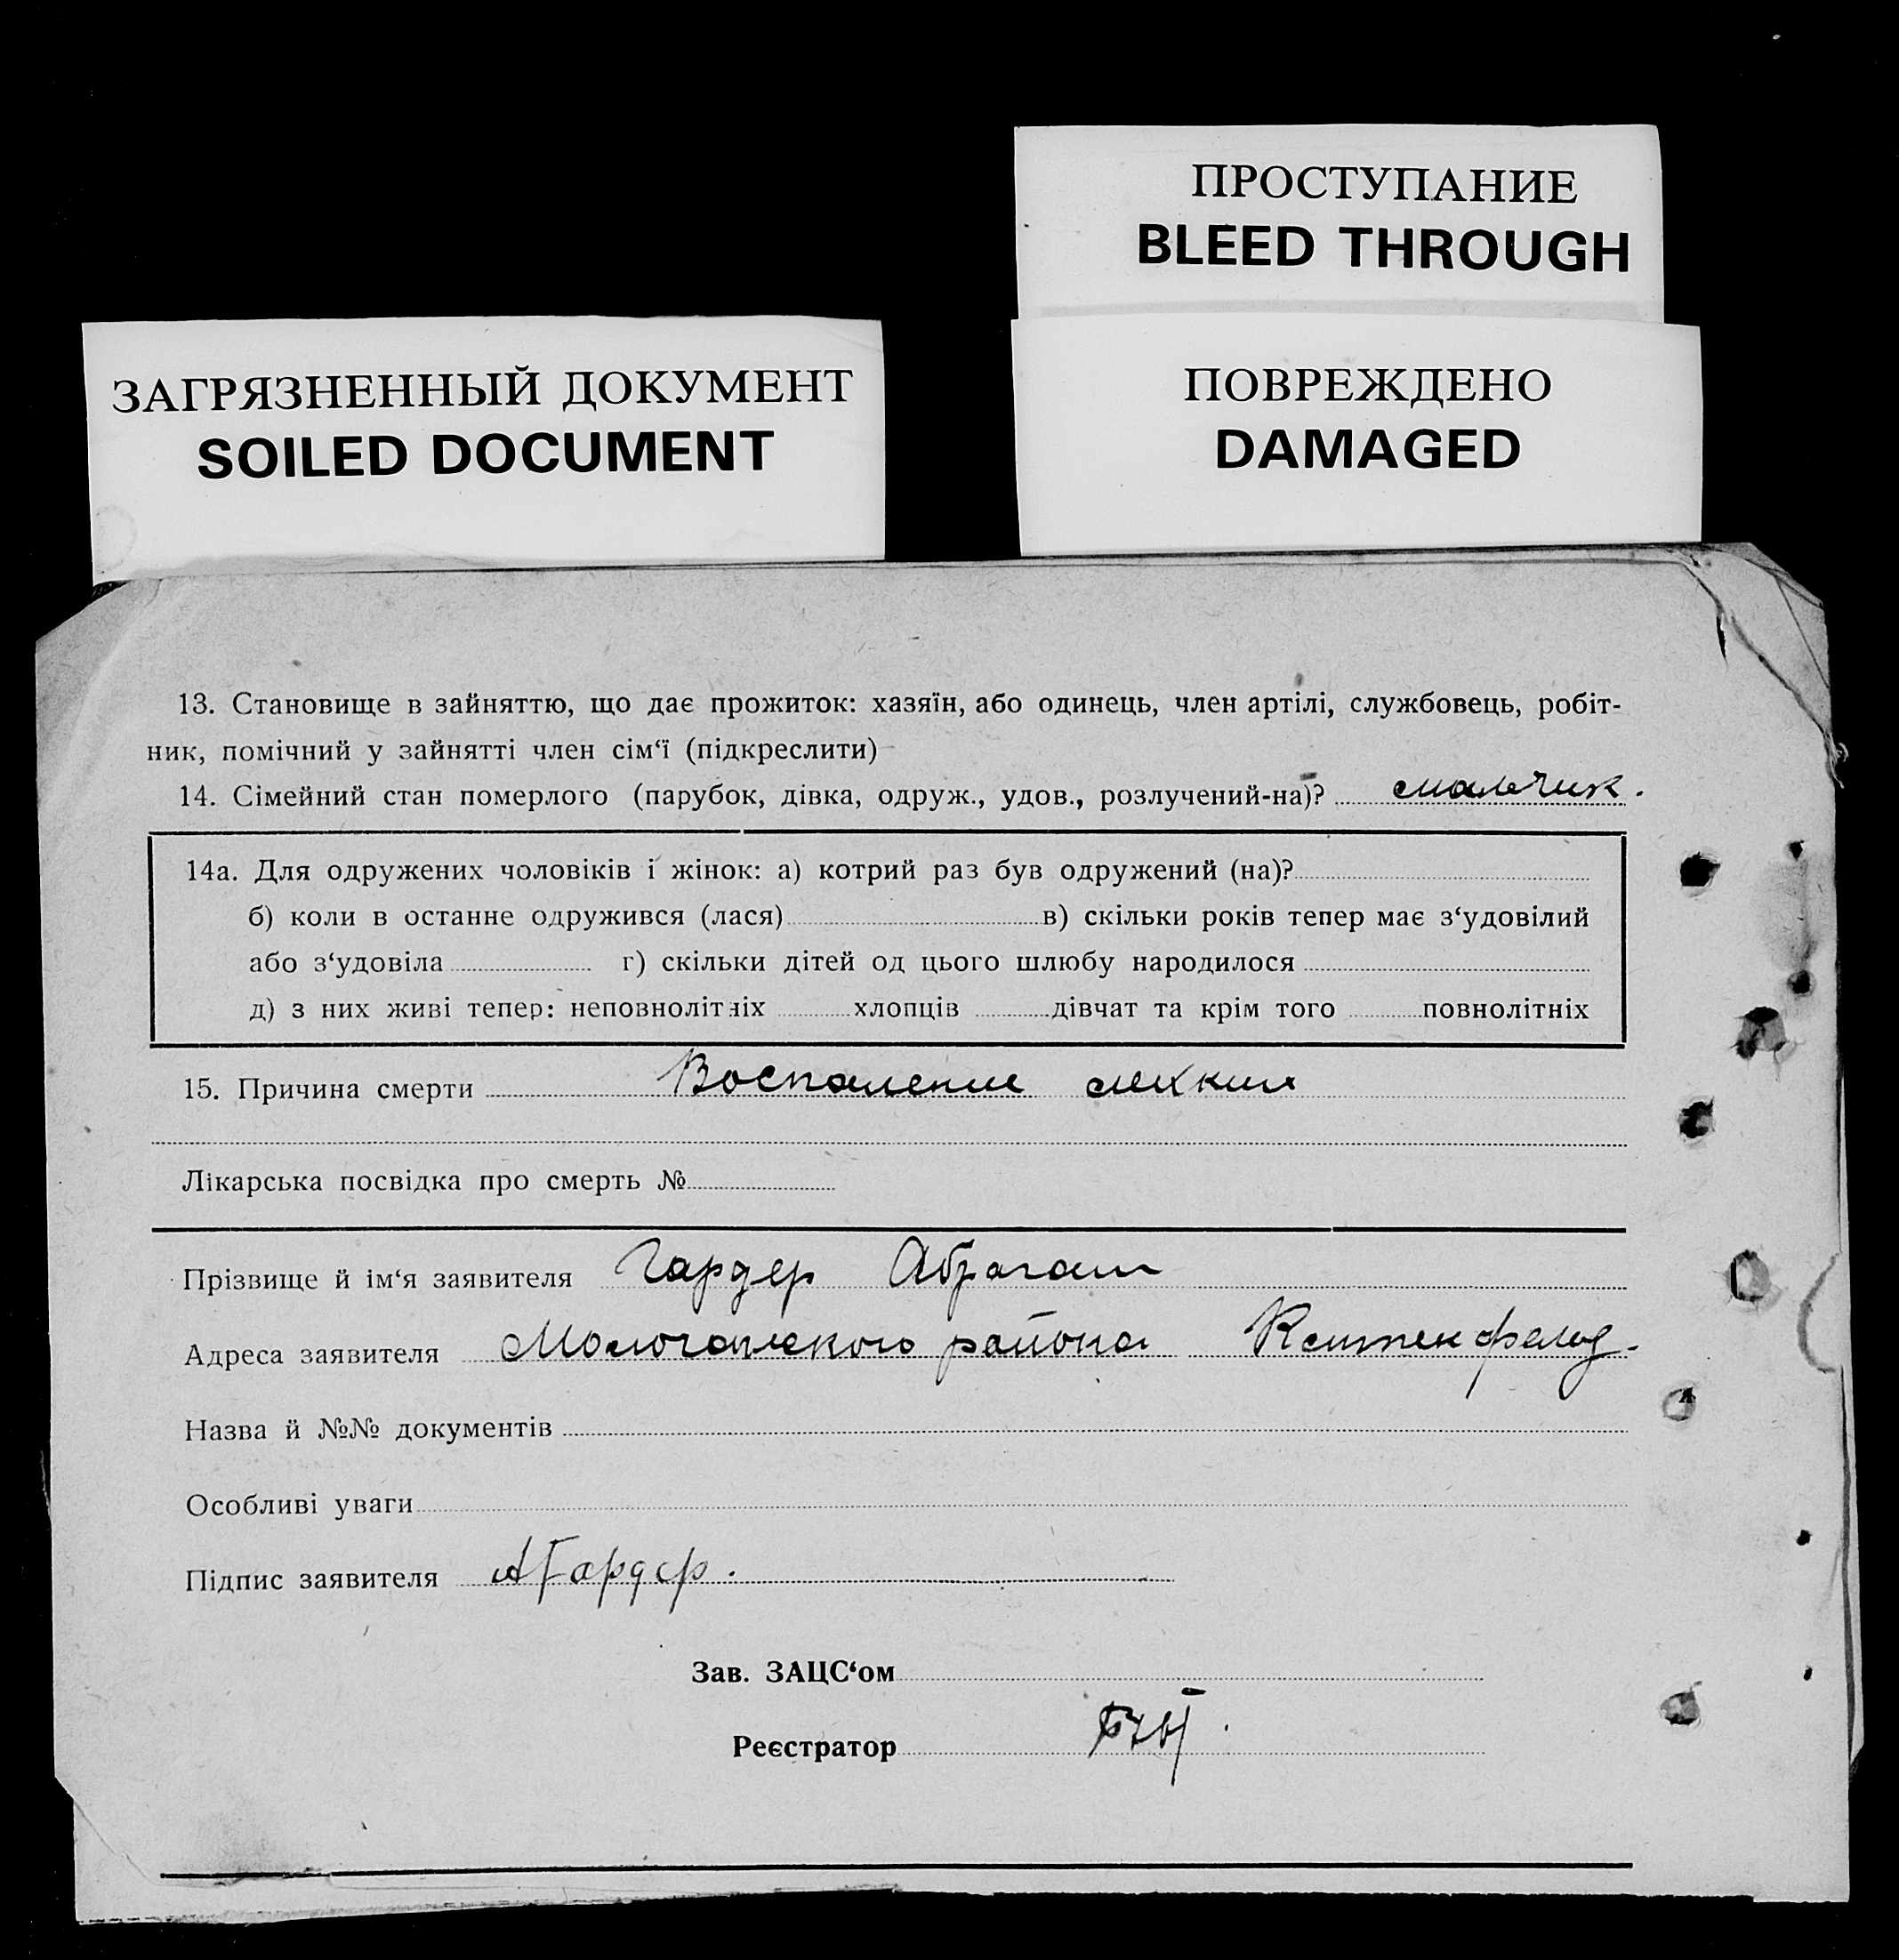 ПРОСТУПАНИЕ
BLEED THROUGH
ЗАГРЯЗНЕННЫЙ ДОКУМЕНТ
SOILED DOCUMENT
ПОВРЕЖДЕНО
DAMAGED
13. Становище в зайняттю, що дає прожиток: хазяїн, або одинець, член артілі, службовець, робіт-
ник, помічний у зайнятті член сім‘ї (підкреслити)
14. Сімейний стан померлого (парубок, дівка, одруж., удов., розлучений-на)? мальчик.
14а. Для одружених чоловіків і жінок: а) котрий раз був одружений (на)?
б) коли в останне одружився (лася) в) скільки років тепер має з‘удовілий
або з‘удовіла г) скільки дітей од цього шлюбу народилося
д) з них живі тепер: неповнолітніх хлопців дівчат та крім того повнолітніх
15. Причина смерти Воспаление
Лікарська посвідка про смерть №
Прізвище й ім‘я заявителя Гардер Абрагам
Адреса заявителя района
Назва й №№ документів
Особливі уваги
Підпис заявителя АГардер.
Зав. ЗАЦС‘ом
Реєстратор